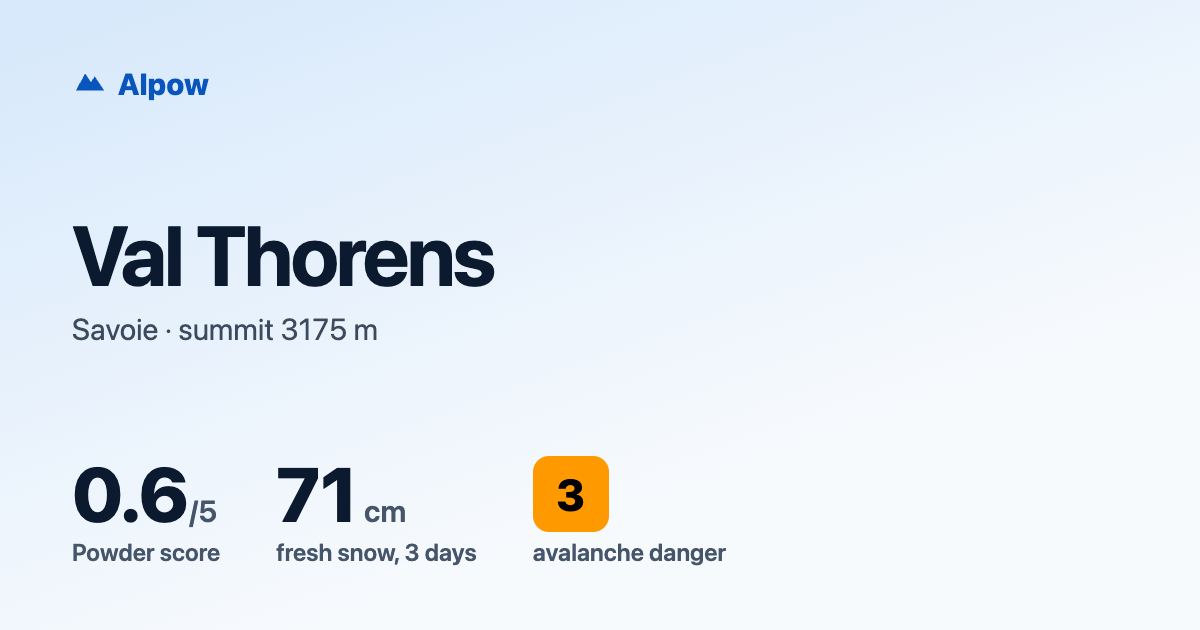 Alpow
Val Thorens
Savoie · summit 3175 m
0.6/5 71 cm 3
Powder score fresh snow, 3 days avalanche danger